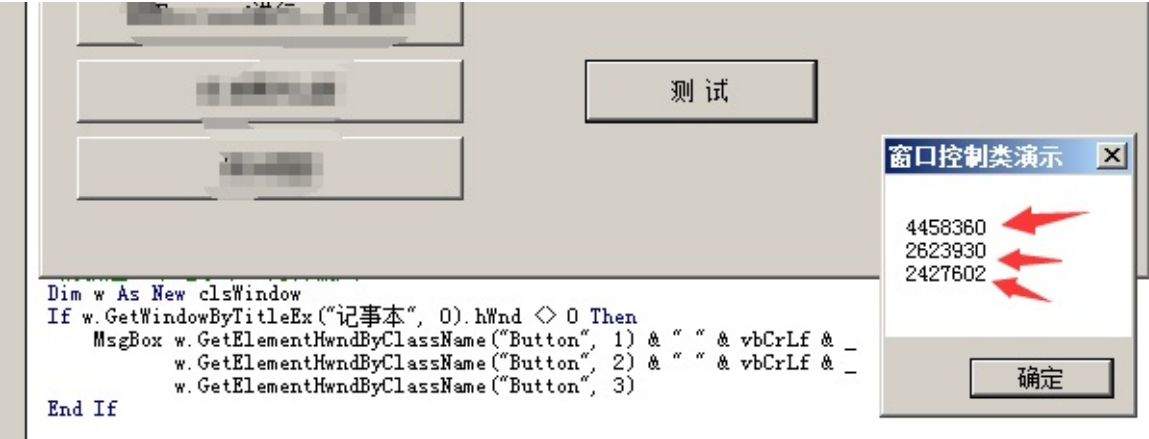 测 试
窗口控制类演示
4458360
2623930
2427602
确定
Dim w As New clsWindow
If w.GetWindowByTitleEx("记事本", 0).hWnd <> 0 Then
MsgBox w.GetElementHwndByClassName("Button", 1) & " " & vbCrLf & _
w.GetElementHwndByClassName("Button", 2) & " " & vbCrLf & _
w.GetElementHwndByClassName("Button", 3)
End If